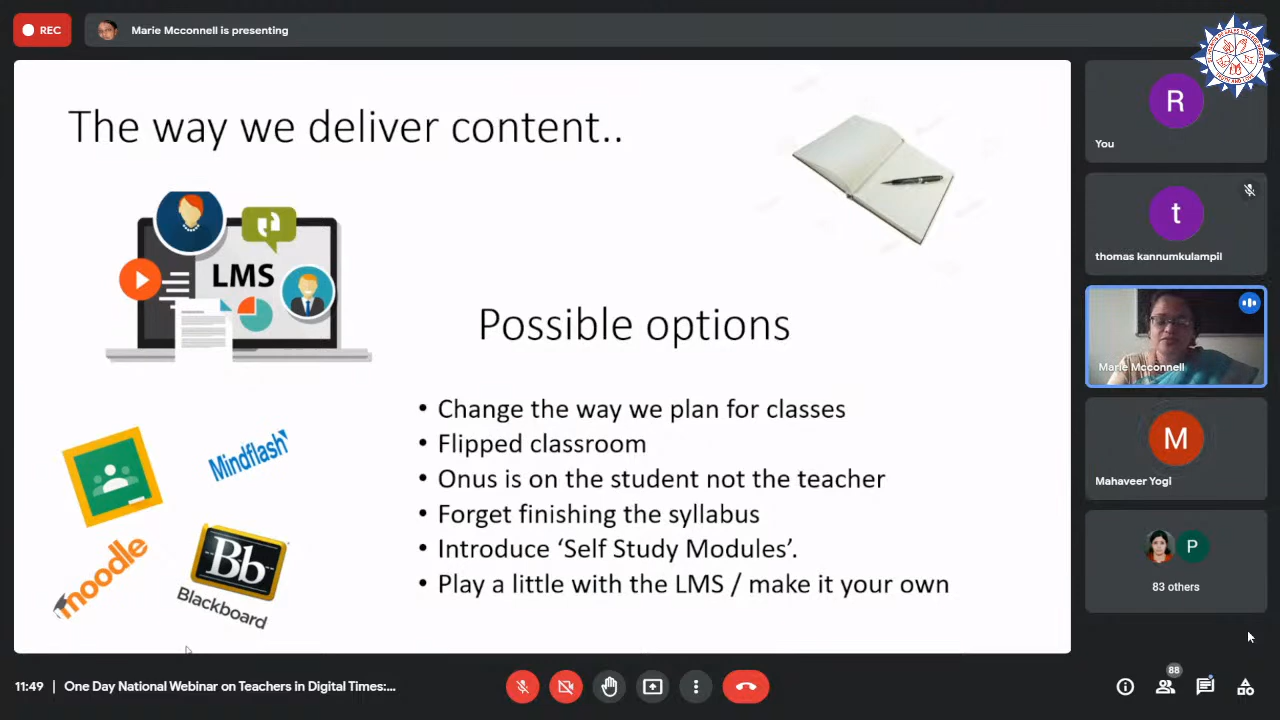 REC
Marie Mcconnell is presenting
The way we deliver content..
LMS
Possible options
• Change the way we plan for classes
• Flipped classroom
• Onus is on the student not the teacher
• Forget finishing the syllabus
• Introduce ‘Self Study Modules’.
• Play a little with the LMS / make it your own
Mindflash
moodle
Bb
Blackboard
R
You
t
thomas kannumkulampil
Marie Mcconnell
M
Mahaveer Yogi
P
83 others
11:49 | One Day National Webinar on Teachers in Digital Times:...
88